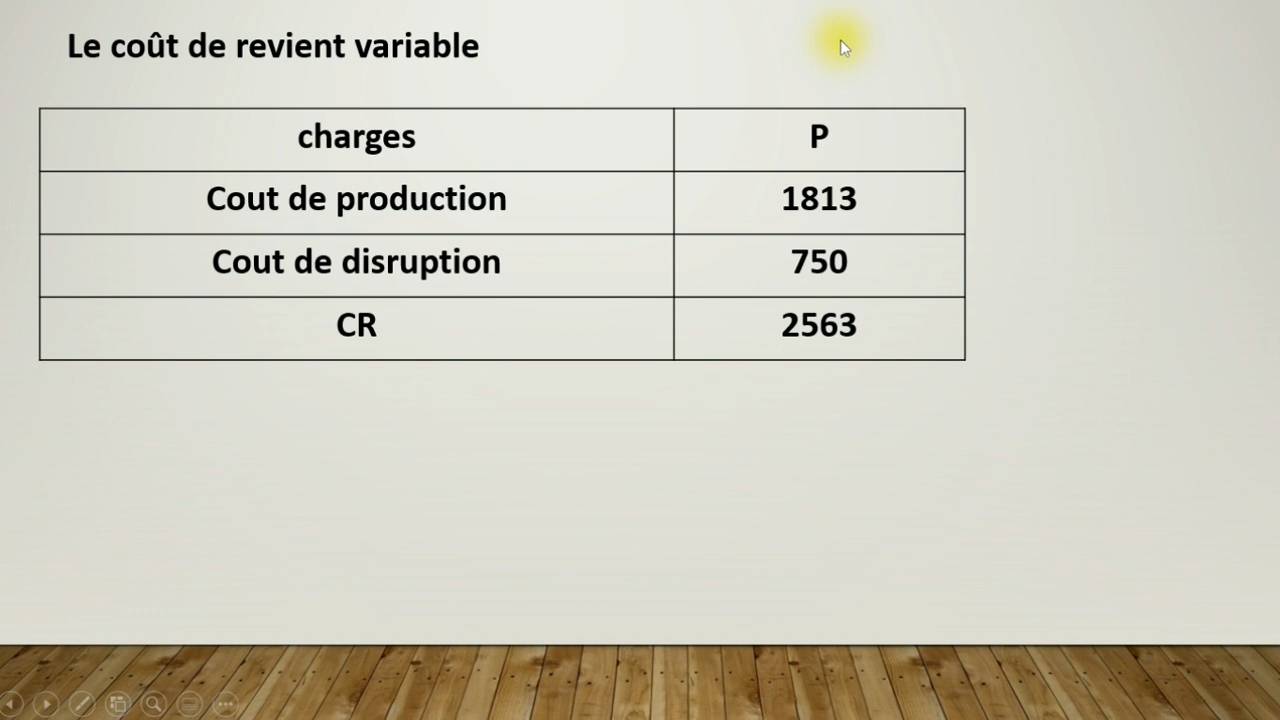 Le coût de revient variable
charges P
Cout de production 1813
Cout de disruption 750
CR 2563